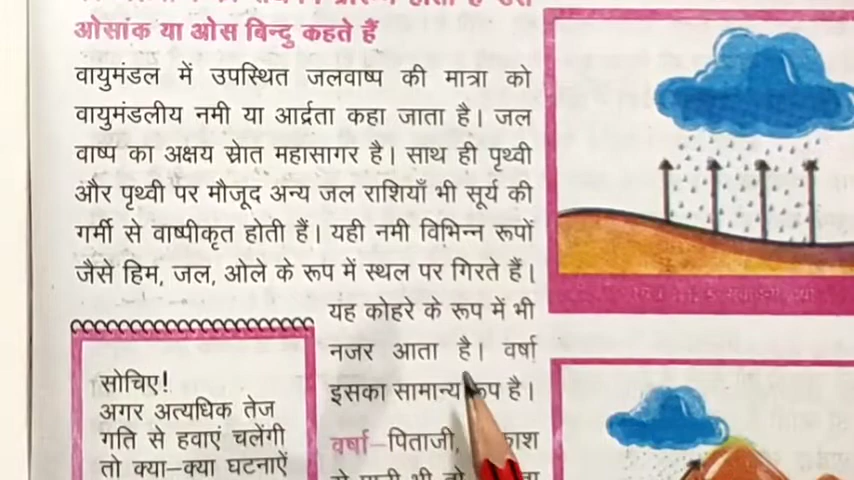 ओसांक या ओस बिन्दु कहते हैं
वायुमंडल में उपस्थित जलवाष्प की मात्रा को
वायुमंडलीय नमी या आर्द्रता कहा जाता है। जल
वाष्प का अक्षय स्रोत महासागर है। साथ ही पृथ्वी
और पृथ्वी पर मौजूद अन्य जल राशियाँ भी सूर्य की
गर्मी से वाष्पीकृत होती हैं। यही नमी विभिन्न रूपों
जैसे हिम, जल, ओले के रूप में स्थल पर गिरते हैं।
यह कोहरे के रूप में भी
नजर आता है। वर्षा
इसका सामान्य रूप है।
वर्षा–पिताजी,
सोचिए!
अगर अत्यधिक तेज
गति से हवाएं चलेंगी
तो क्या–क्या घटनाऐं